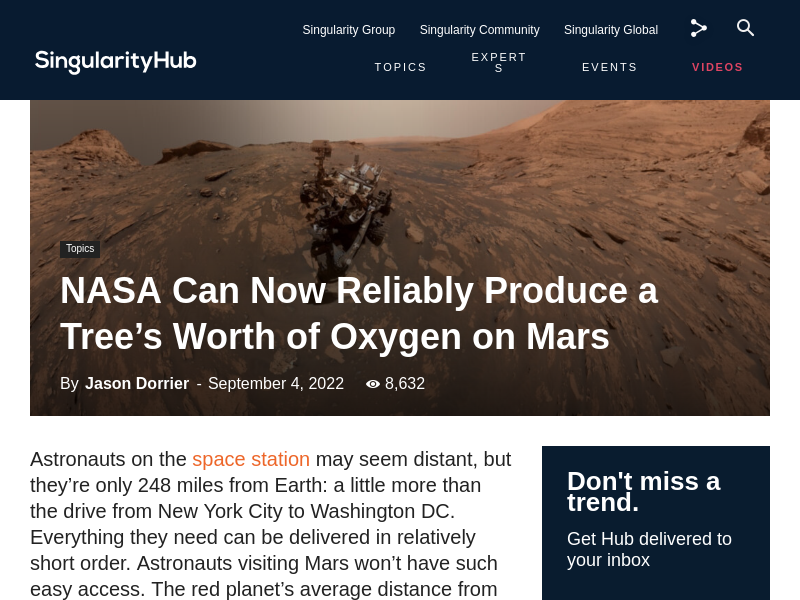 Singularity Group
Singularity Community
Singularity Global
SingularityHub
TOPICS
EXPERT
S
EVENTS
VIDEOS
Topics
NASA Can Now Reliably Produce a
Tree’s Worth of Oxygen on Mars
By Jason Dorrier - September 4, 2022 8,632
Astronauts on the space station may seem distant, but
they’re only 248 miles from Earth: a little more than
the drive from New York City to Washington DC.
Everything they need can be delivered in relatively
short order. Astronauts visiting Mars won’t have such
easy access. The red planet’s average distance from
Don't miss a
trend.
Get Hub delivered to
your inbox